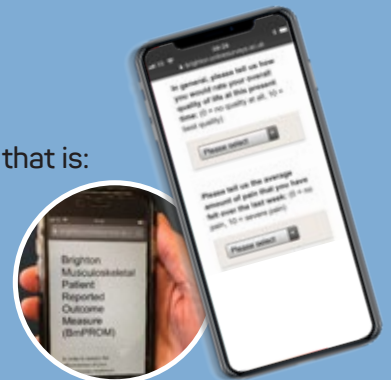 that is:
Brighton
Musculoskeletal
Patient
Reported
Outcome
Measure
(BmPROM)
09:26
In general, please tell us how
you would rate your overall
quality of life at this present
time: (0 = no quality at all, 10 =
best quality)
Please select
Please tell us the average
amount of pain that you have
felt over the last week: (0 = no
pain, 10 = severe pain)
Please select